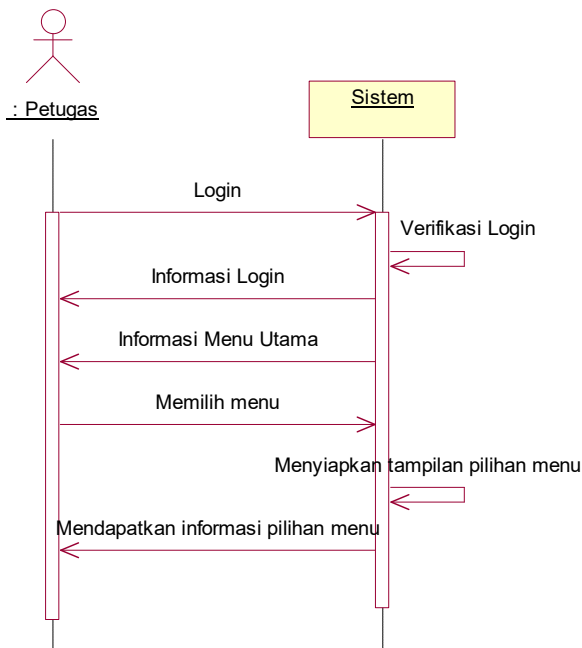 : Petugas
Sistem
Login
Verifikasi Login
Informasi Login
Informasi Menu Utama
Memilih menu
Menyiapkan tampilan pilihan menu
Mendapatkan informasi pilihan menu